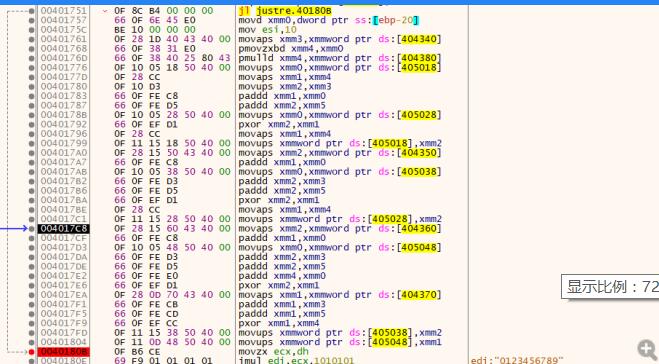 00401751 0F 8C B4 00 00 00 jl justre.40180B
00401757 66 0F 6E 45 E0 movd xmm0,dword ptr ss:[ebp-20]
0040175C BE 10 00 00 00 mov esi,10
00401761 0F 28 1D 40 43 40 00 movaps xmm3,xmmword ptr ds:[404340]
00401768 66 0F 38 31 E0 pmovzxbd xmm4,xmm0
0040176D 66 0F 38 40 25 80 43 pmulld xmm4,xmmword ptr ds:[404380]
00401776 0F 10 05 18 50 40 00 movups xmm0,xmmword ptr ds:[405018]
0040177D 0F 28 CC movaps xmm1,xmm4
00401780 0F 10 D3 movups xmm2,xmm3
00401783 66 0F FE C8 paddd xmm1,xmm0
00401787 66 0F FE D5 paddd xmm2,xmm5
0040178B 0F 10 05 28 50 40 00 movups xmm0,xmmword ptr ds:[405028]
00401792 66 0F EF D1 pxor xmm2,xmm1
00401796 0F 28 CC movaps xmm1,xmm4
00401799 0F 11 15 18 50 40 00 movups xmmword ptr ds:[405018],xmm2
004017A0 0F 28 15 50 43 40 00 movaps xmm2,xmmword ptr ds:[404350]
004017A7 66 0F FE C8 paddd xmm1,xmm0
004017AB 0F 10 05 38 50 40 00 movups xmm0,xmmword ptr ds:[405038]
004017B2 66 0F FE D3 paddd xmm2,xmm3
004017B6 66 0F FE D5 paddd xmm2,xmm5
004017BA 66 0F EF D1 pxor xmm2,xmm1
004017BE 0F 28 CC movaps xmm1,xmm4
004017C1 0F 11 15 28 50 40 00 movups xmmword ptr ds:[405028],xmm2
004017C8 0F 28 15 60 43 40 00 movaps xmm2,xmmword ptr ds:[404360]
004017CF 66 0F FE C8 paddd xmm1,xmm0
004017D3 0F 10 05 48 50 40 00 movups xmm0,xmmword ptr ds:[405048]
004017DA 66 0F FE D3 paddd xmm2,xmm3
004017DE 66 0F FE D5 paddd xmm2,xmm5
004017E2 66 0F FE E0 paddd xmm4,xmm0
004017E6 66 0F EF D1 pxor xmm2,xmm1
004017EA 0F 28 0D 70 43 40 00 movaps xmm1,xmmword ptr ds:[404370]
004017F1 66 0F FE CB paddd xmm1,xmm3
004017F5 66 0F FE CD paddd xmm1,xmm5
004017F9 66 0F EF CC pxor xmm1,xmm4
004017FD 0F 11 15 38 50 40 00 movups xmmword ptr ds:[405038],xmm2
00401804 0F 11 0D 48 50 40 00 movups xmmword ptr ds:[405048],xmm1
0040180B 0F B6 CE movzx ecx,dh
0040180E 69 F9 01 01 01 01 imul edi,ecx,1010101 edi:"0123456789"
显示比例：72